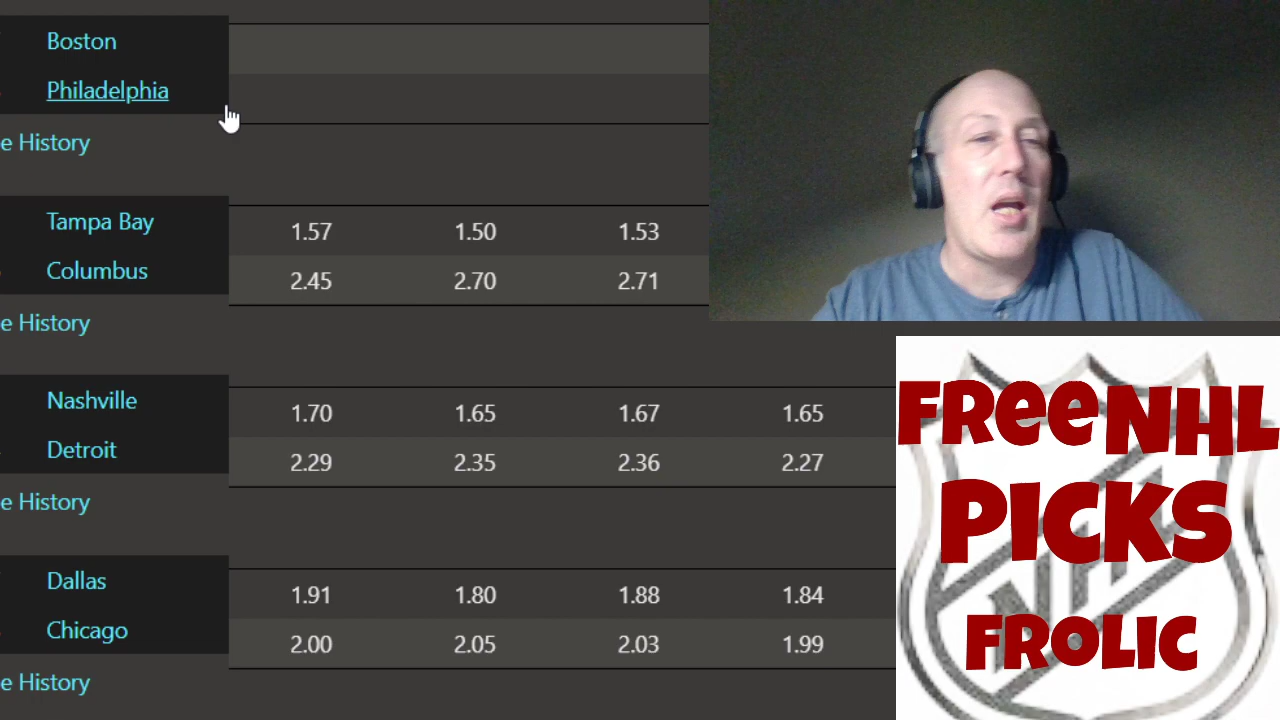 Boston
Philadelphia
e History
Tampa Bay 1.57 1.50 1.53
Columbus 2.45 2.70 2.71
e History
Nashville 1.70 1.65 1.67 1.65
Detroit 2.29 2.35 2.36 2.27
e History
Dallas 1.91 1.80 1.88 1.84
Chicago 2.00 2.05 2.03 1.99
e History
FReeNHL
PICKS
FROLIC
NHL